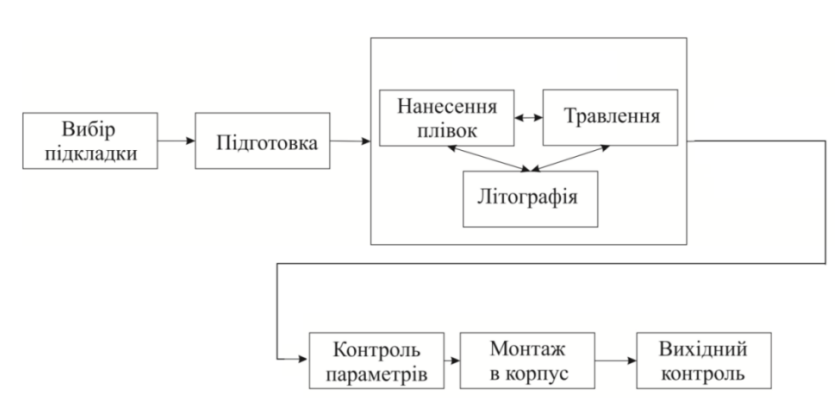 Вибір
підкладки
Підготовка
Нанесення
плівок
Травлення
Літографія
Контроль
параметрів
Монтаж
в корпус
Вихідний
контроль